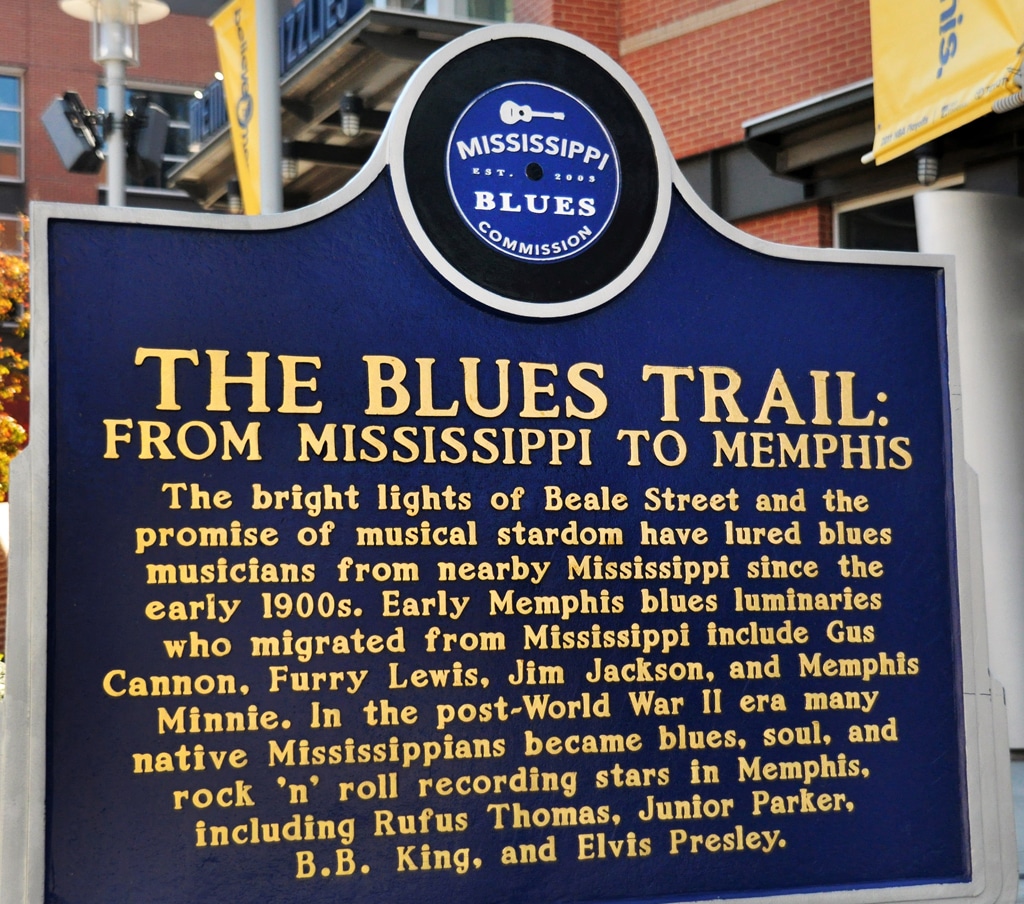 IZZLIES
nis.
MISSISSIPPI
EST. 2003
BLUES
COMMISSION
THE BLUES TRAIL:
FROM MISSISSIPPI TO MEMPHIS
The bright lights of Beale Street and the
promise of musical stardom have lured blues
musicians from nearby Mississippi since the
early 1900s. Early Memphis blues luminaries
who migrated from Mississippi include Gus
Cannon, Furry Lewis, Jim Jackson, and Memphis
Minnie. In the post-World War II era many
native Mississippians became blues, soul, and
rock 'n' roll recording stars in Memphis,
including Rufus Thomas, Junior Parker,
B.B. King, and Elvis Presley.